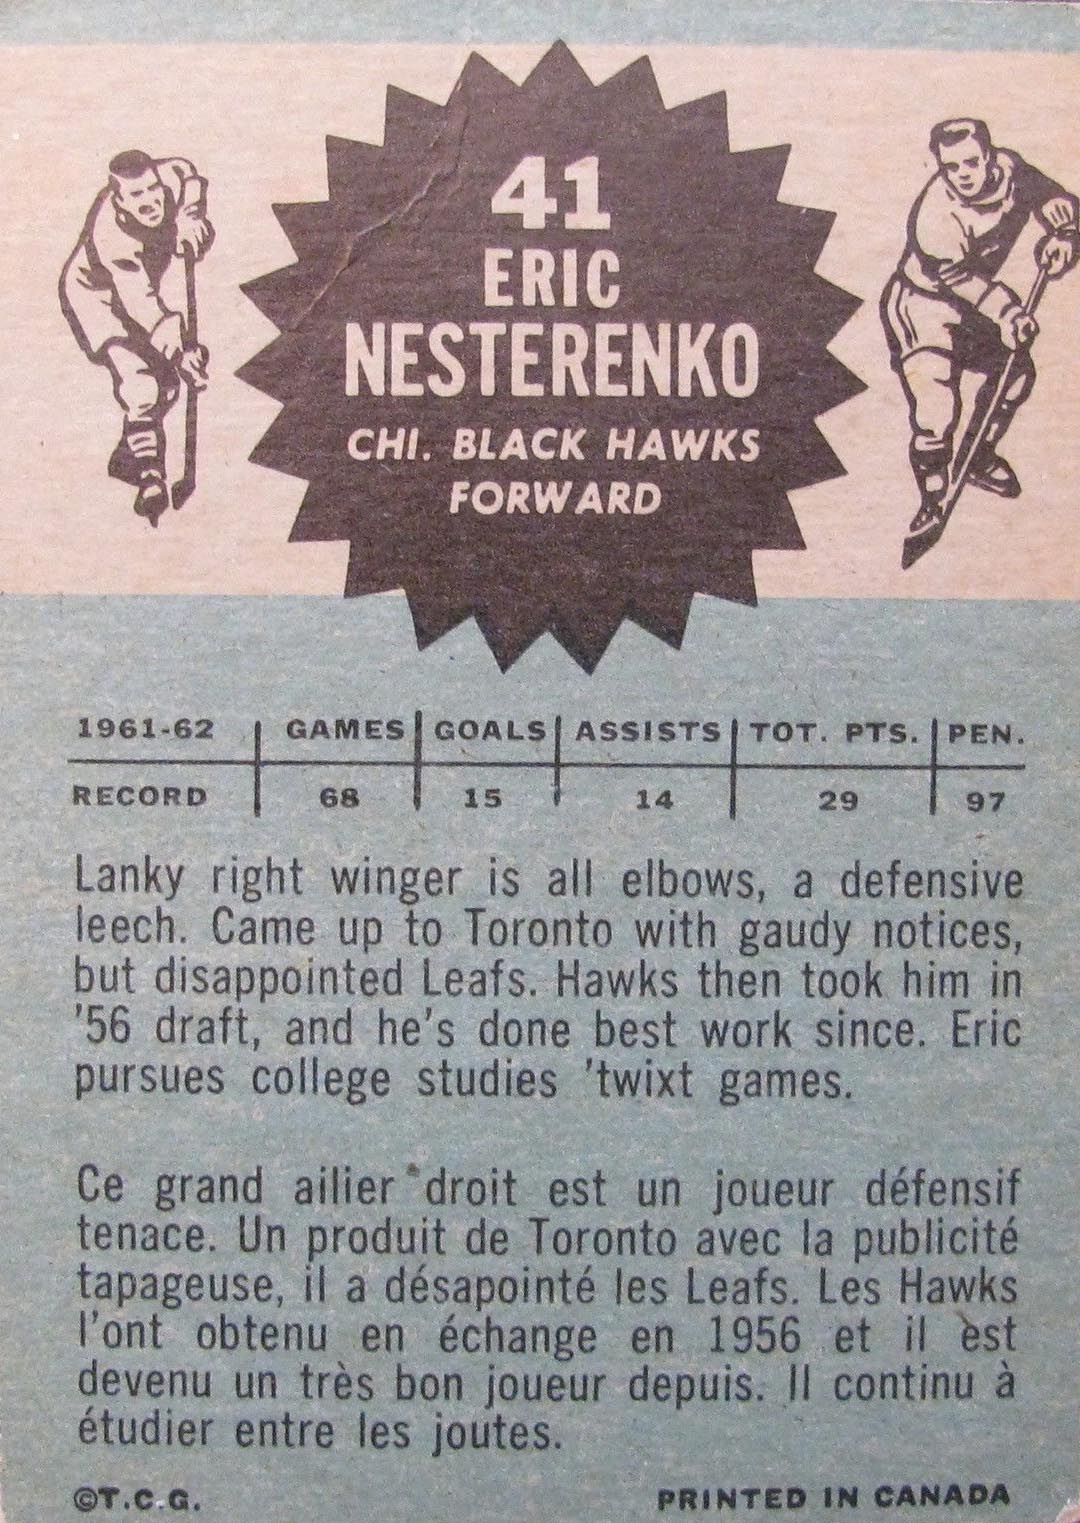 41
ERIC
NESTERENKO
CHI. BLACK HAWKS
FORWARD
1961-62 GAMES GOALS ASSISTS TOT. PTS. PEN.
RECORD 68 15 14 29 97
Lanky right winger is all elbows, a defensive
leech. Came up to Toronto with gaudy notices,
but disappointed Leafs. Hawks then took him in
'56 draft, and he's done best work since. Eric
pursues college studies 'twixt games.
Ce grand ailier droit est un joueur défensif
tenace. Un produit de Toronto avec la publicité
tapageuse, il a désapointé les Leafs. Les Hawks
l'ont obtenu en échange en 1956 et il est
devenu un très bon joueur depuis. Il continu à
étudier entre les joutes.
©T.C.G. PRINTED IN CANADA